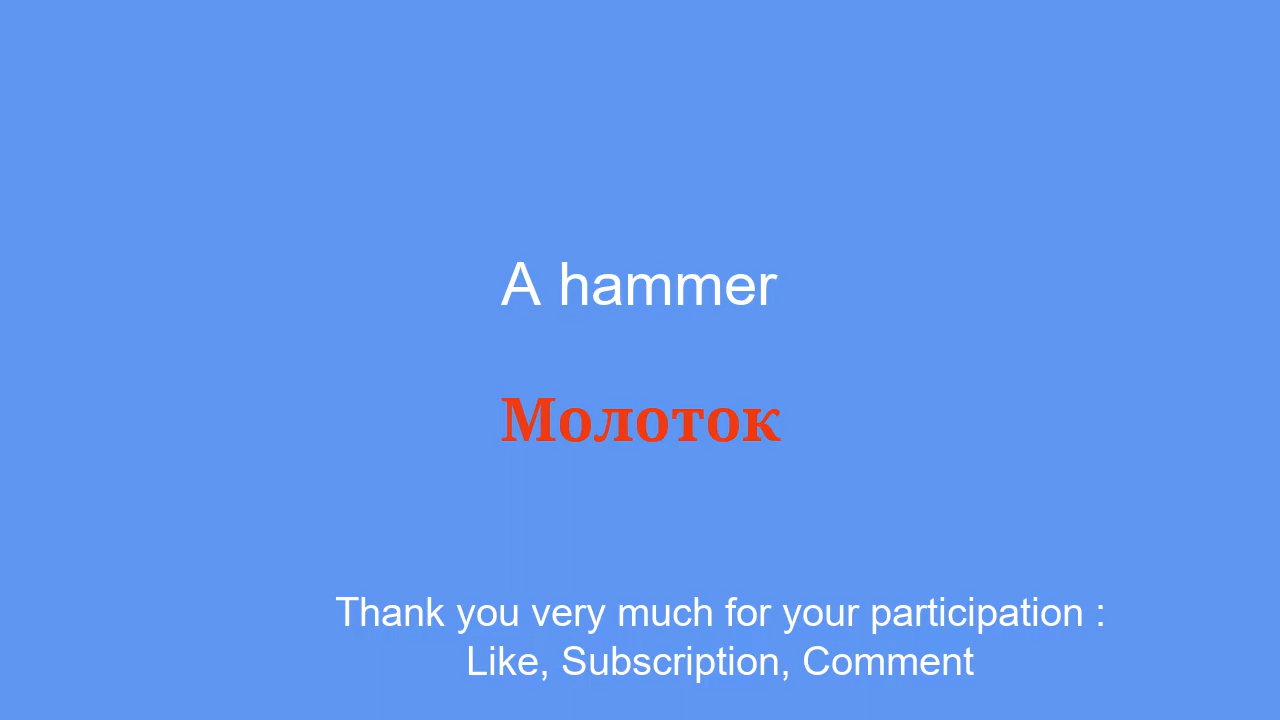 A hammer
Молоток
Thank you very much for your participation :
Like, Subscription, Comment